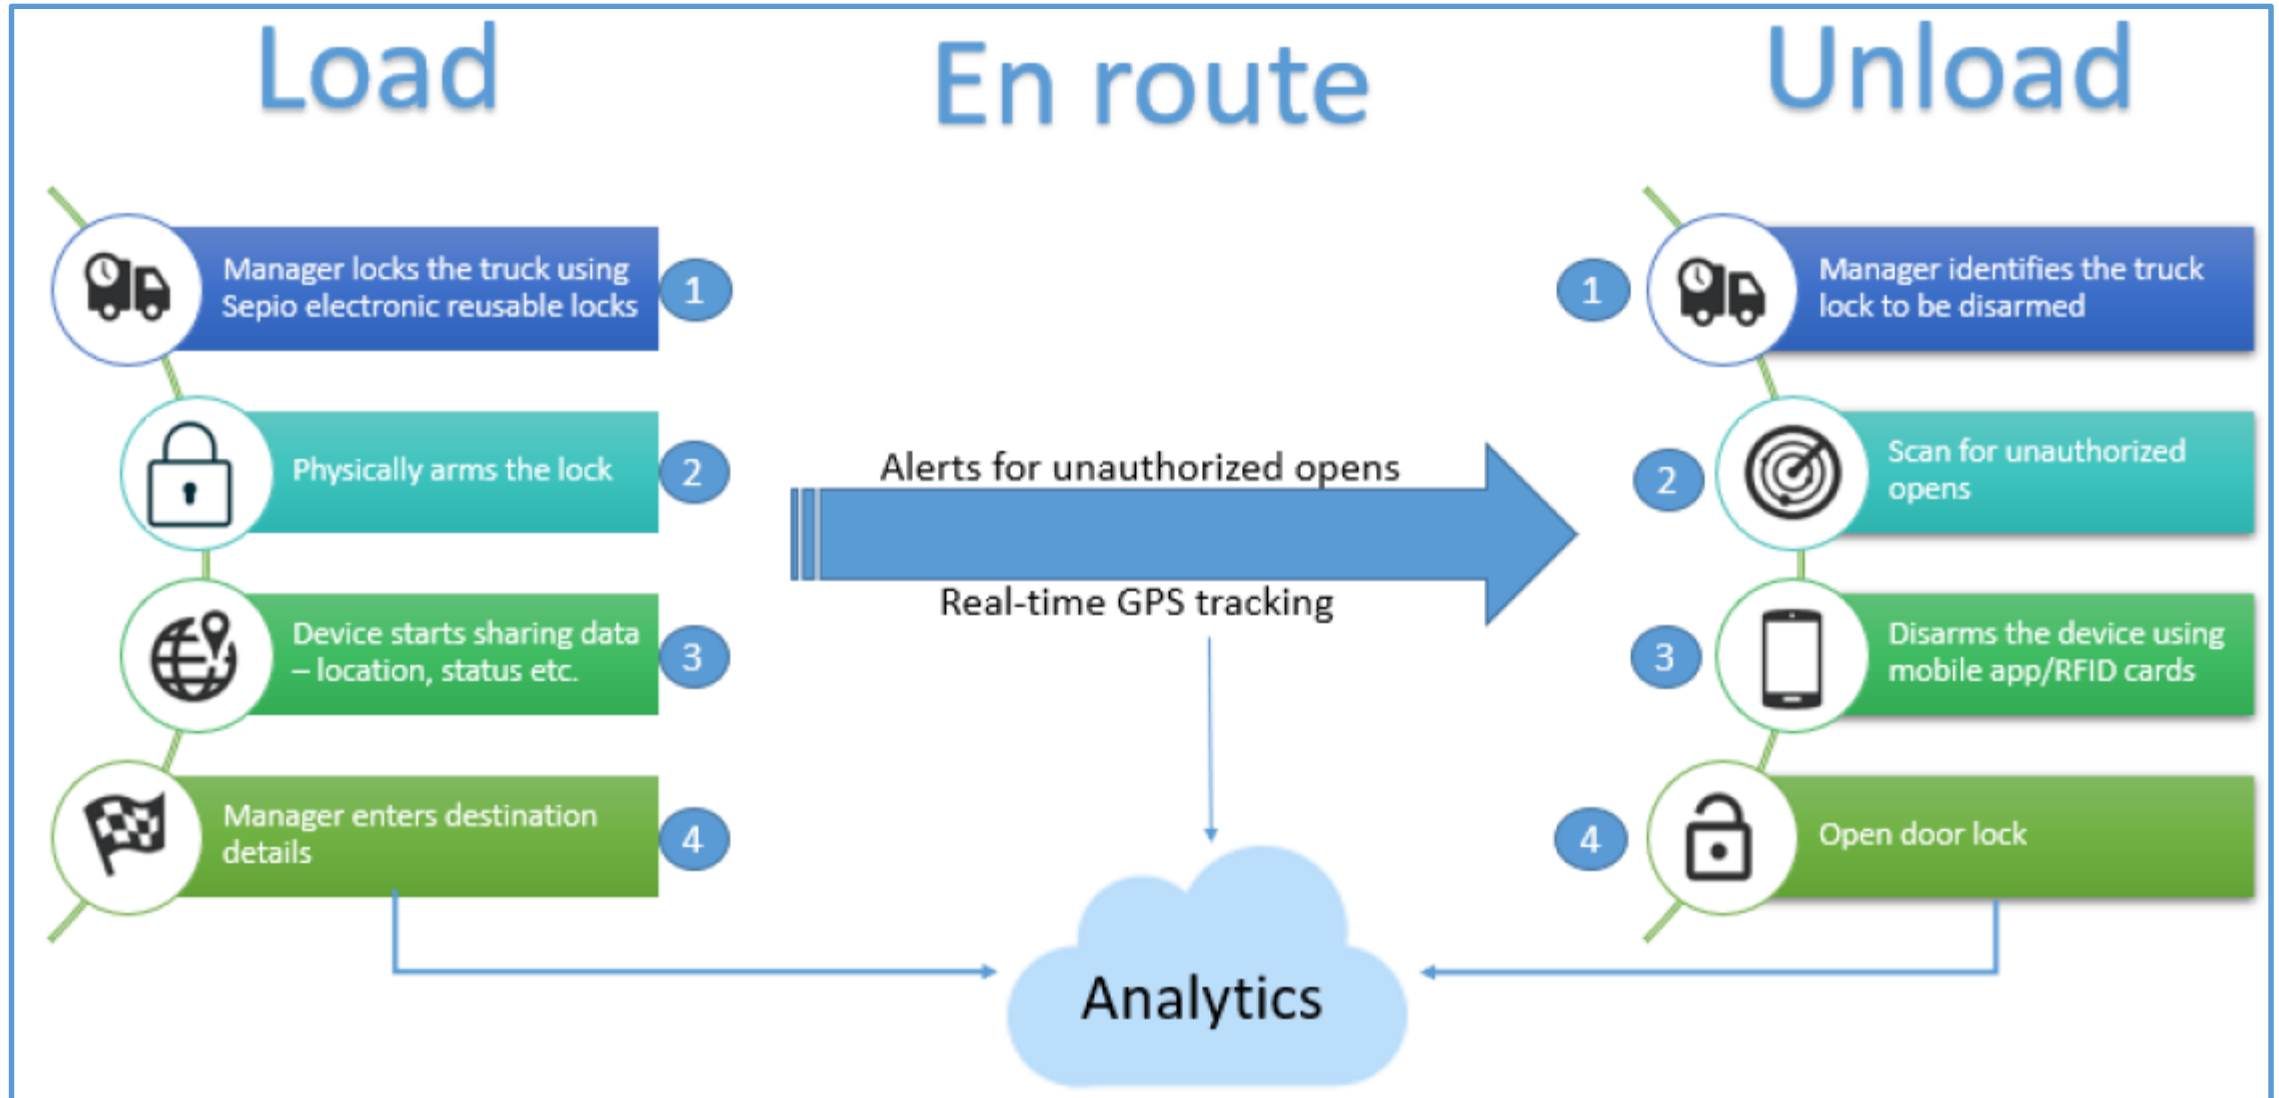 Load
Manager locks the truck using
Sepio electronic reusable locks
1
Physically arms the lock
2
Device starts sharing data
– location, status etc.
3
Manager enters destination
details
4
En route
Alerts for unauthorized opens
Real-time GPS tracking
Analytics
Unload
1
Manager identifies the truck
lock to be disarmed
2
Scan for unauthorized
opens
3
Disarms the device using
mobile app/RFID cards
4
Open door lock